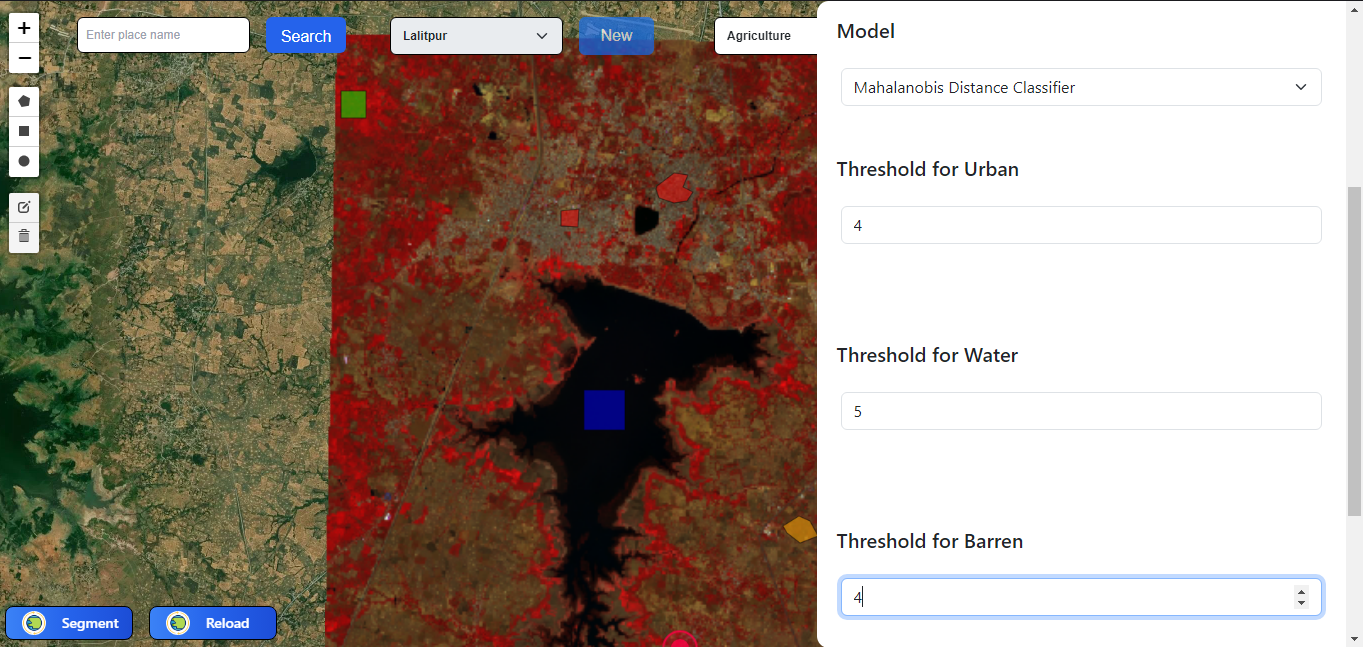 +
−
Enter place name
Search
Lalitpur
New
Agriculture
Segment
Reload
Model
Mahalanobis Distance Classifier
Threshold for Urban
4
Threshold for Water
5
Threshold for Barren
4